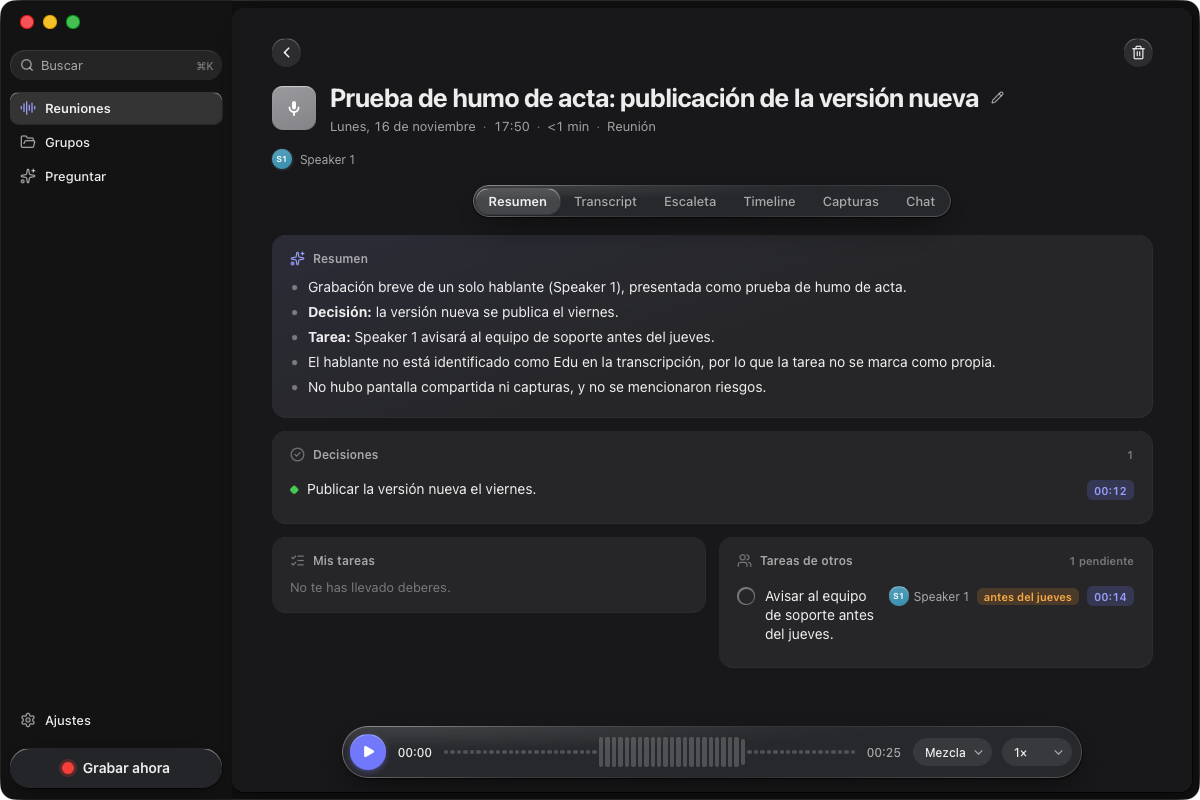 Buscar ⌘K
Reuniones
Grupos
Preguntar
Ajustes
Grabar ahora
Prueba de humo de acta: publicación de la versión nueva
Lunes, 16 de noviembre · 17:50 · <1 min · Reunión
S1 Speaker 1
Resumen Transcript Escaleta Timeline Capturas Chat
Resumen
Grabación breve de un solo hablante (Speaker 1), presentada como prueba de humo de acta.
Decisión: la versión nueva se publica el viernes.
Tarea: Speaker 1 avisará al equipo de soporte antes del jueves.
El hablante no está identificado como Edu en la transcripción, por lo que la tarea no se marca como propia.
No hubo pantalla compartida ni capturas, y no se mencionaron riesgos.
Decisiones 1
Publicar la versión nueva el viernes. 00:12
Mis tareas
No te has llevado deberes.
Tareas de otros 1 pendiente
Avisar al equipo S1 Speaker 1 antes del jueves 00:14
de soporte antes
del jueves.
00:00 00:25 Mezcla 1x